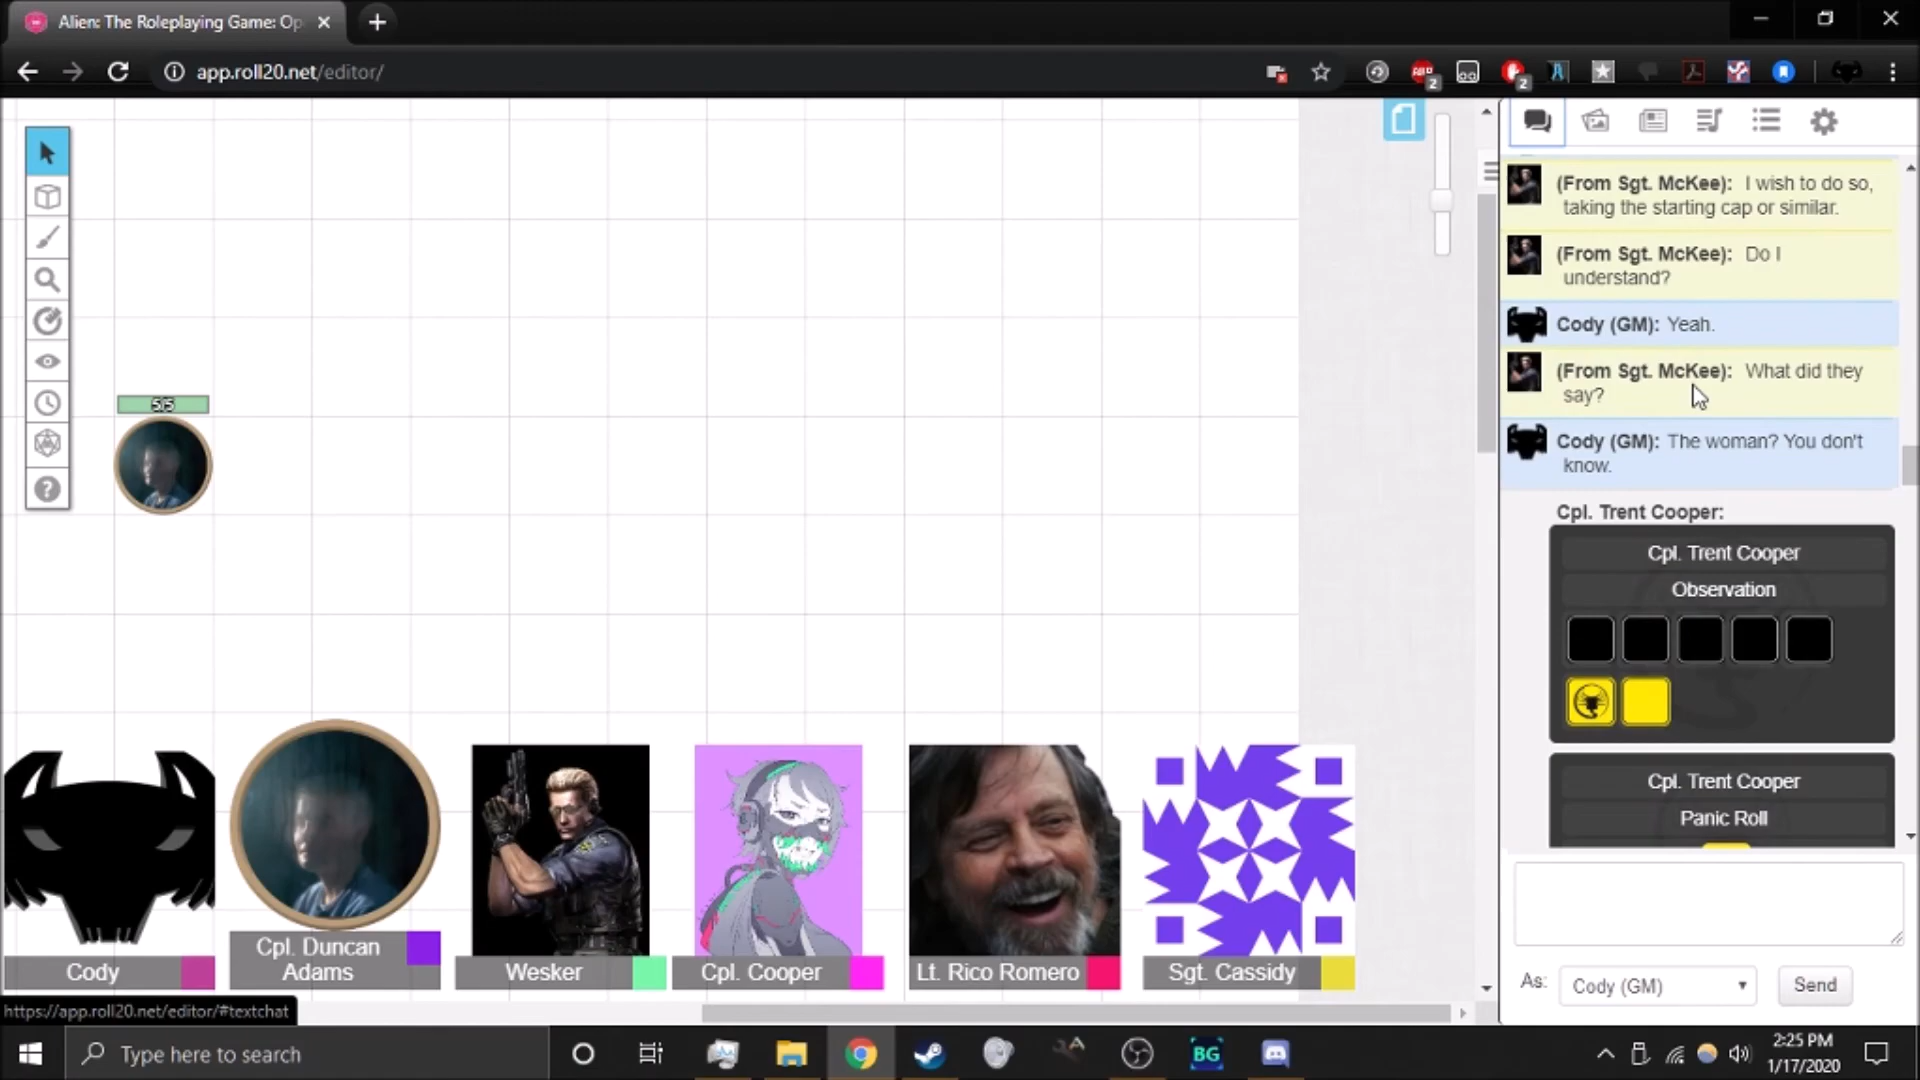 Alien: The Roleplaying Game: Op
app.roll20.net/editor/
2
2
5/5
(From Sgt. McKee): I wish to do so,
taking the starting cap or similar.
(From Sgt. McKee): Do I
understand?
Cody (GM): Yeah.
(From Sgt. McKee): What did they
say?
Cody (GM): The woman? You don't
know.
Cpl. Trent Cooper:
Cpl. Trent Cooper
Observation
Cpl. Trent Cooper
Panic Roll
Cody
Cpl. Duncan
Adams
Wesker
Cpl. Cooper
Lt. Rico Romero
Sgt. Cassidy
As:
Cody (GM)
Send
https://app.roll20.net/editor/#textchat
Type here to search
BG
2:25 PM
1/17/2020